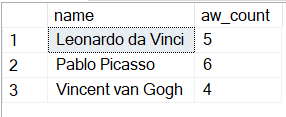 name aw_count
1 Leonardo da Vinci 5
2 Pablo Picasso 6
3 Vincent van Gogh 4